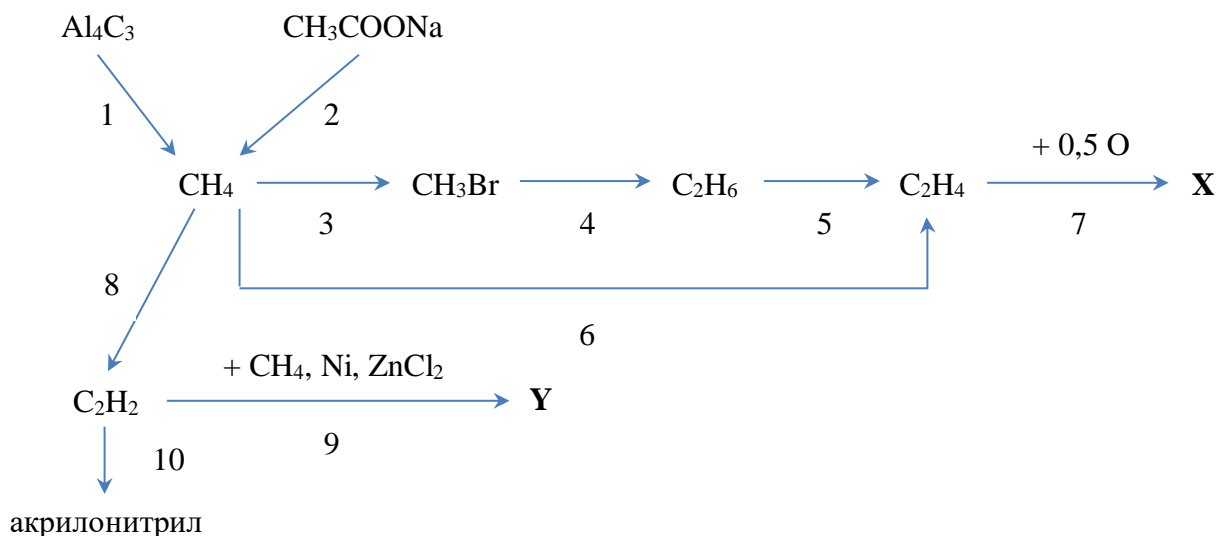 Al₄C₃ CH₃COONa
1 2
+ 0,5 O
CH₄ CH₃Br C₂H₆ C₂H₄ X
3 4 5 7
8
6
+ CH₄, Ni, ZnCl₂
C₂H₂ Y
9
10
акрилонитрил